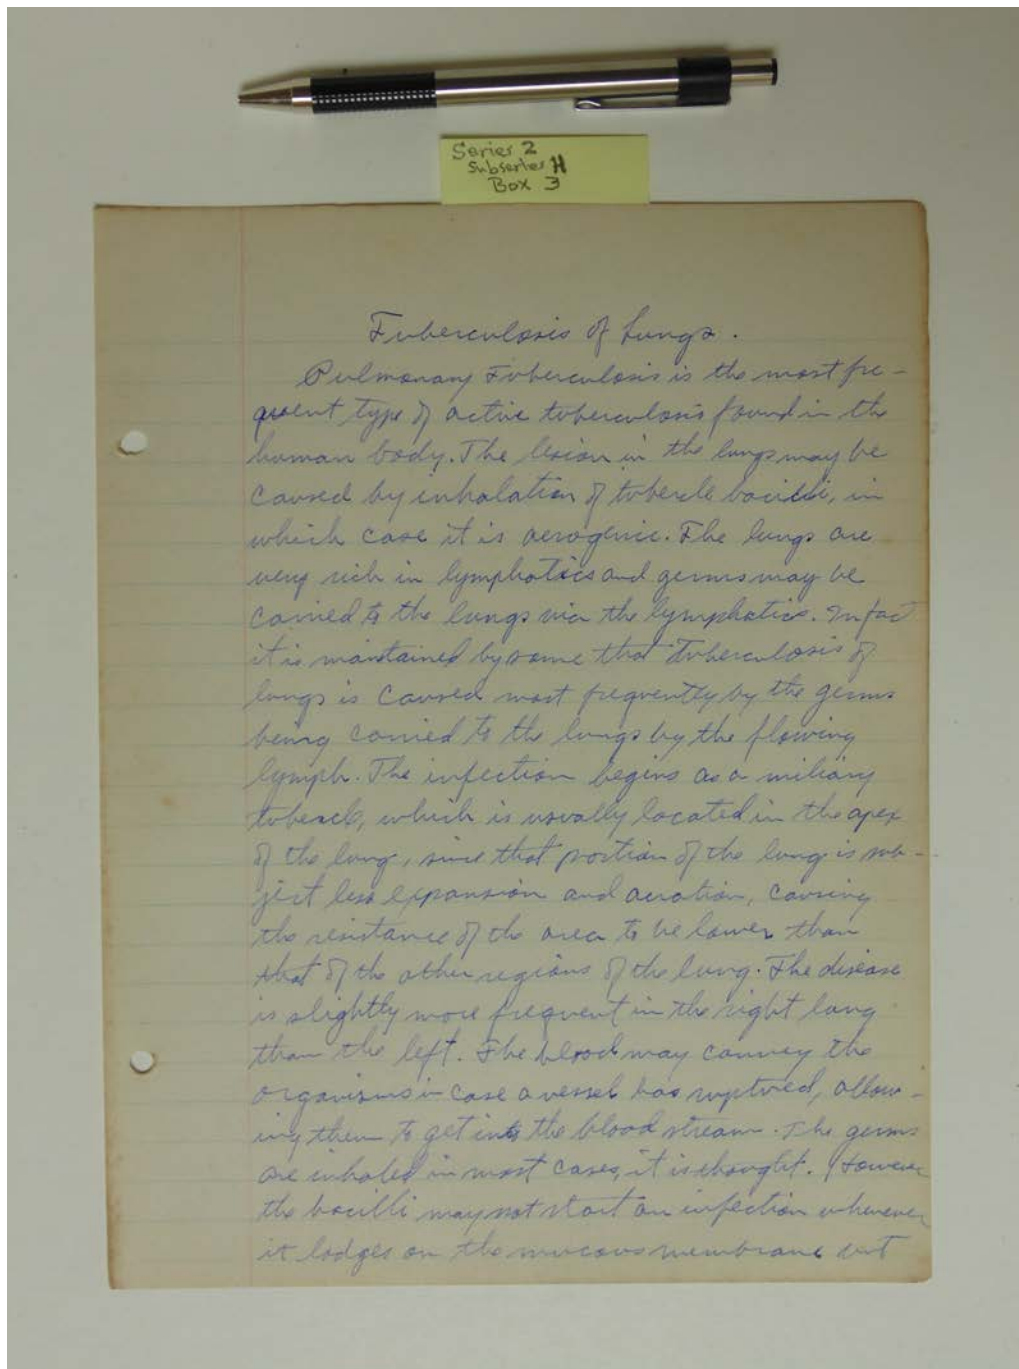 Series 2
Subseries H
Box 3
Tuberculosis of Lungs.
Pulmonary Tuberculosis is the most fre-
quent type of active tuberculosis found in the
human body. The lesion in the lungs may be
caused by inhalation of tubercle bacilli, in
which case it is aerogenic. The lungs are
very rich in lymphatics and germs may be
carried to the lungs via the lymphatics. In fact
it is maintained by some that Tuberculosis of
lungs is caused most frequently by the germs
being carried to the lungs by the flowing
lymph. The infection begins as a miliary
tubercle, which is usually located in the apex
of the lung, since that portion of the lung is sub-
ject less expansion and aeration, causing
the resistance of the area to be lower than
that of the other regions of the lung. The disease
is slightly more frequent in the right lung
than the left. The blood may convey the
organisms in case a vessel has ruptured, allow-
ing them to get into the blood stream. The germs
are inhaled in most cases, it is thought. However
the bacilli may not start an infection wherever
it lodges on the mucous membrane but